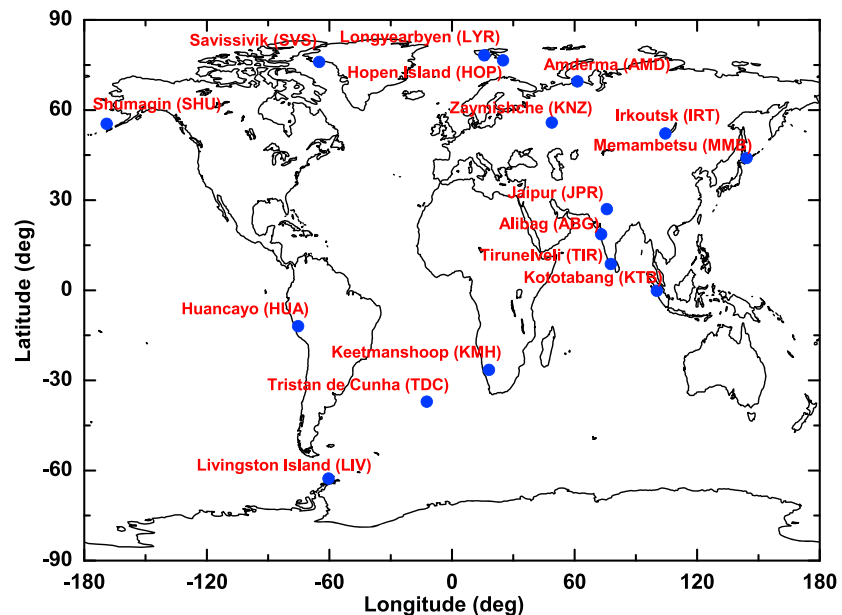 90
Savissivik (SVS)
Longyearbyen (LYR)
Hopen Island (HOP)
Amderma (AMD)
60
Shumagin (SHU)
Zaymishche (KNZ)
Irkoutsk (IRT)
Memambetsu (MMB)
30
Jaipur (JPR)
Alibag (ABG)
Tirunelveli (TIR)
Kototabang (KTB)
0
Huancayo (HUA)
Keetmanshoop (KMH)
-30
Tristan de Cunha (TDC)
Livingston Island (LIV)
-60
-90
Latitude (deg)
-180 -120 -60 0 60 120 180
Longitude (deg)